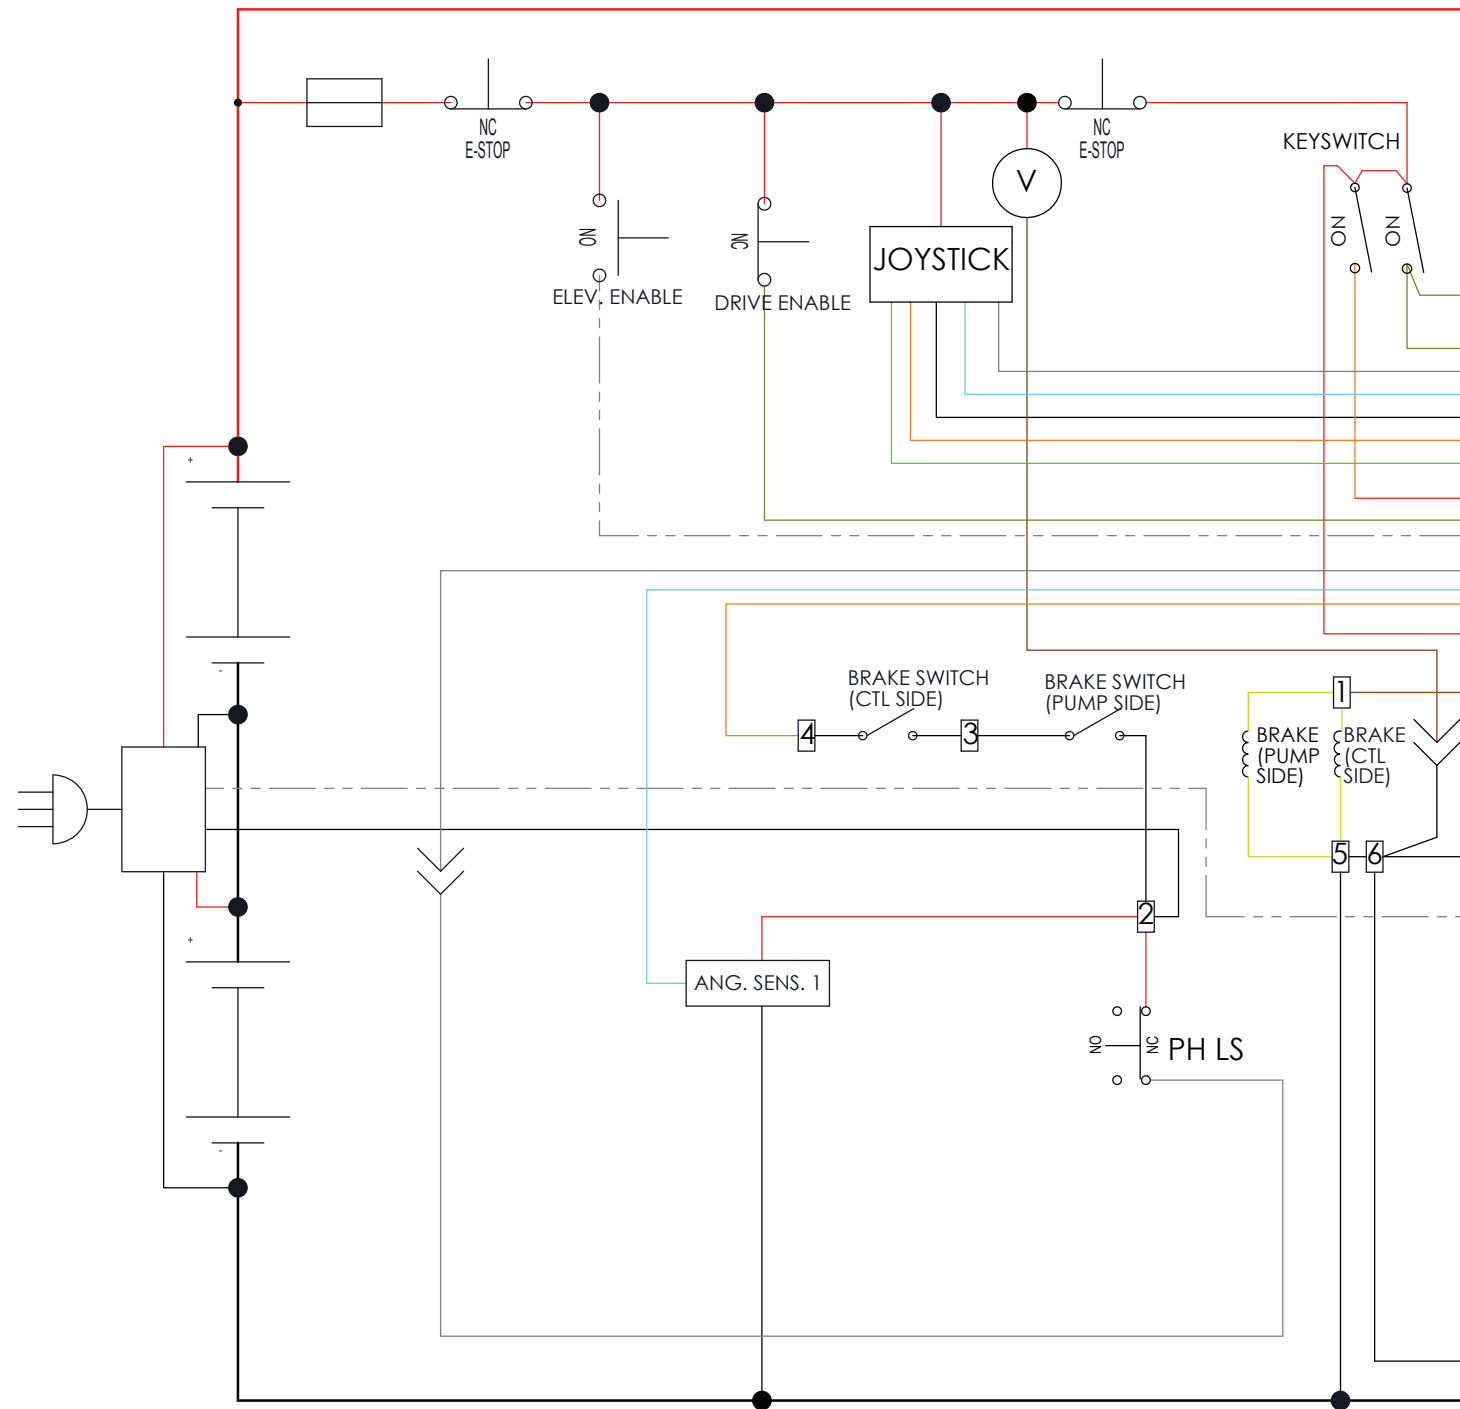 NC
E-STOP
NC
E-STOP
KEYSWITCH
V
NO
NC
JOYSTICK
ON
ON
ELEV. ENABLE
DRIVE ENABLE
+
-
BRAKE SWITCH
(CTL SIDE)
BRAKE SWITCH
(PUMP SIDE)
1
4
3
BRAKE
(PUMP
SIDE)
BRAKE
(CTL
SIDE)
5
6
2
+
ANG. SENS. 1
NO
NC
PH LS
-